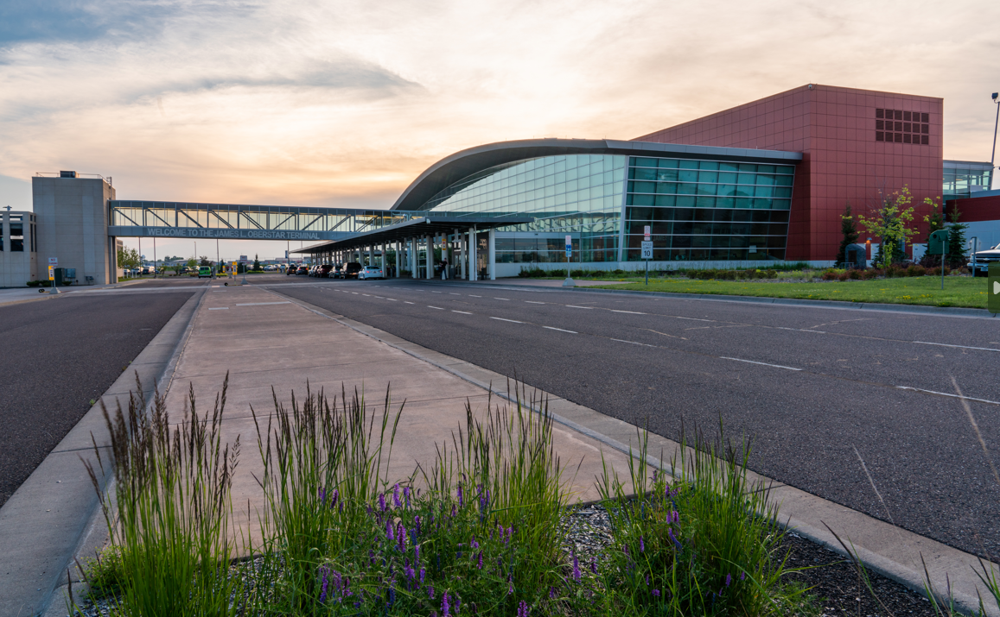 WELCOME TO THE JAMES L. OBERSTAR TERMINAL
SPEED
LIMIT
10